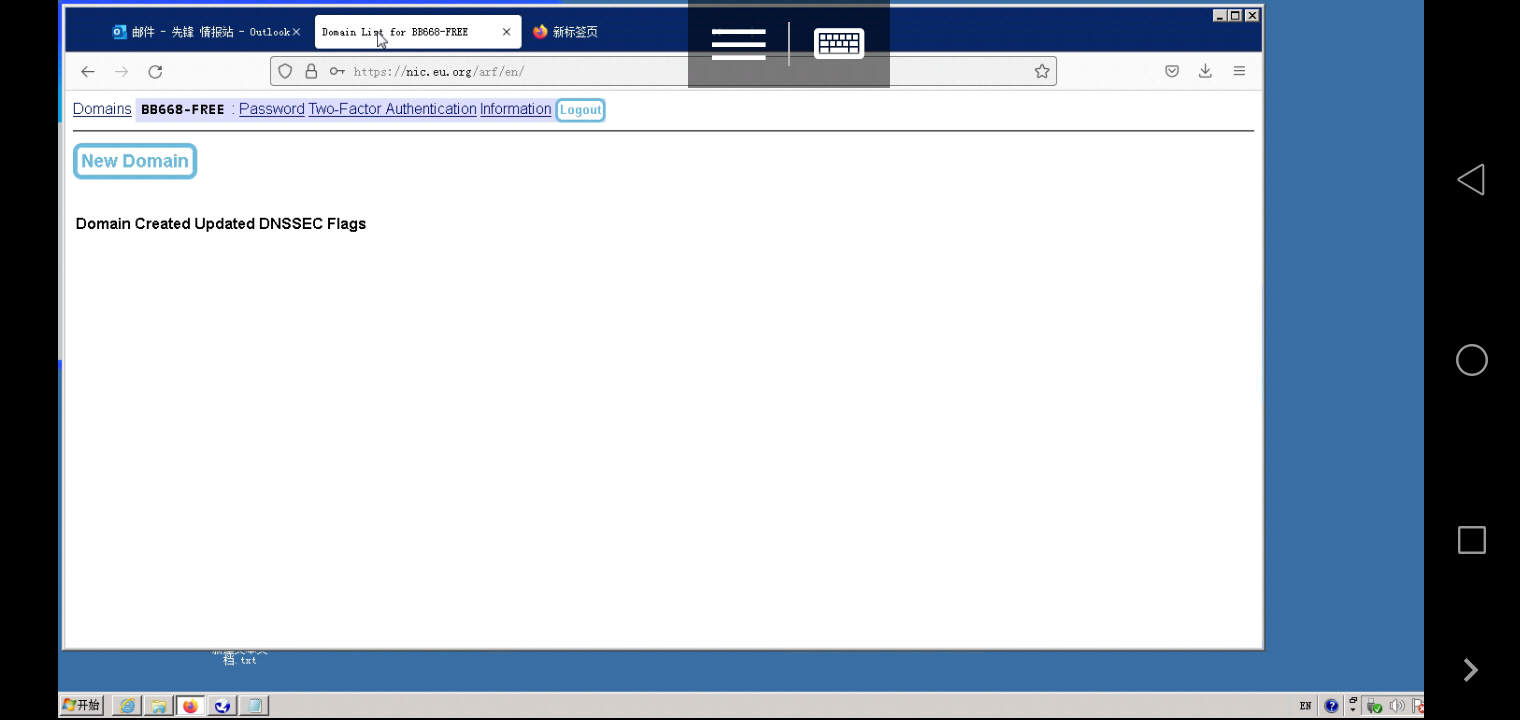 邮件 - 先锋 情报站 - Outlook
Domain List for BB668-FREE
新标签页
https://nic.eu.org/arf/en/
Domains BB668-FREE : Password Two-Factor Authentication Information Logout
New Domain
Domain Created Updated DNSSEC Flags
档.txt
开始
EN